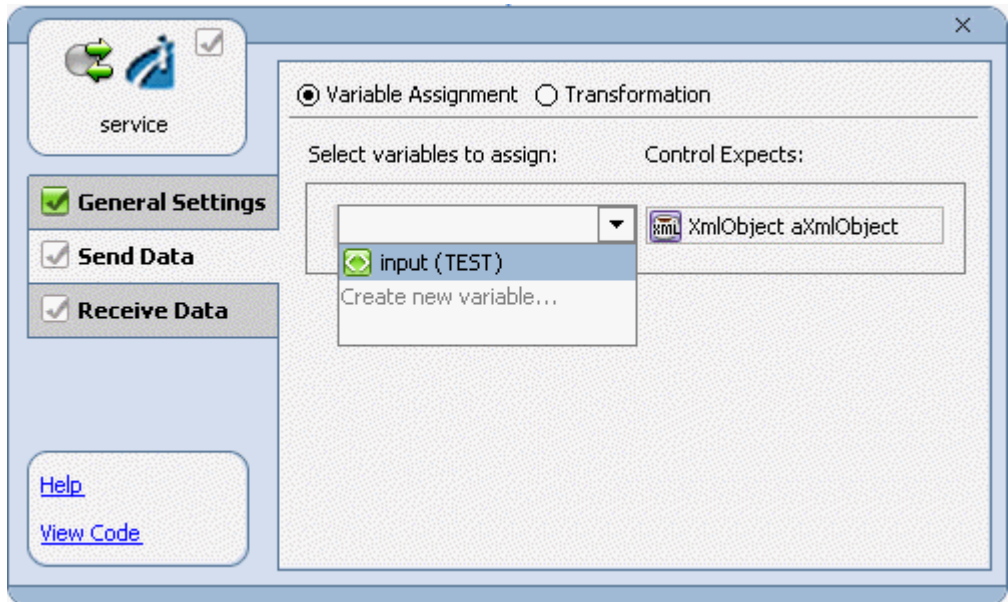 service
Variable Assignment Transformation
Select variables to assign: Control Expects:
General Settings
XmlObject aXmlObject
Send Data
input (TEST)
Create new variable...
Receive Data
Help
View Code